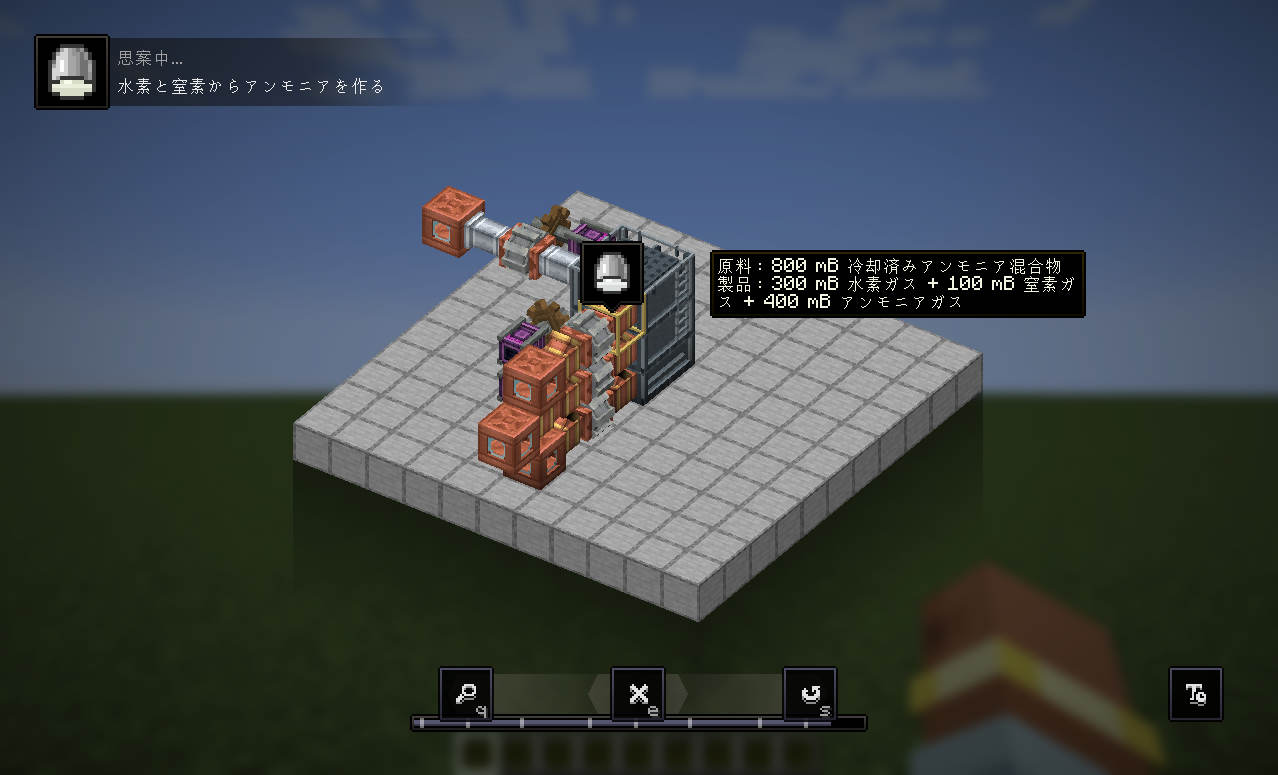 思案中...
水素と窒素からアンモニアを作る
原料: 800 mB 冷却済みアンモニア混合物
製品: 300 mB 水素ガス + 100 mB 窒素ガ
ス + 400 mB アンモニアガス
q
e
s
T